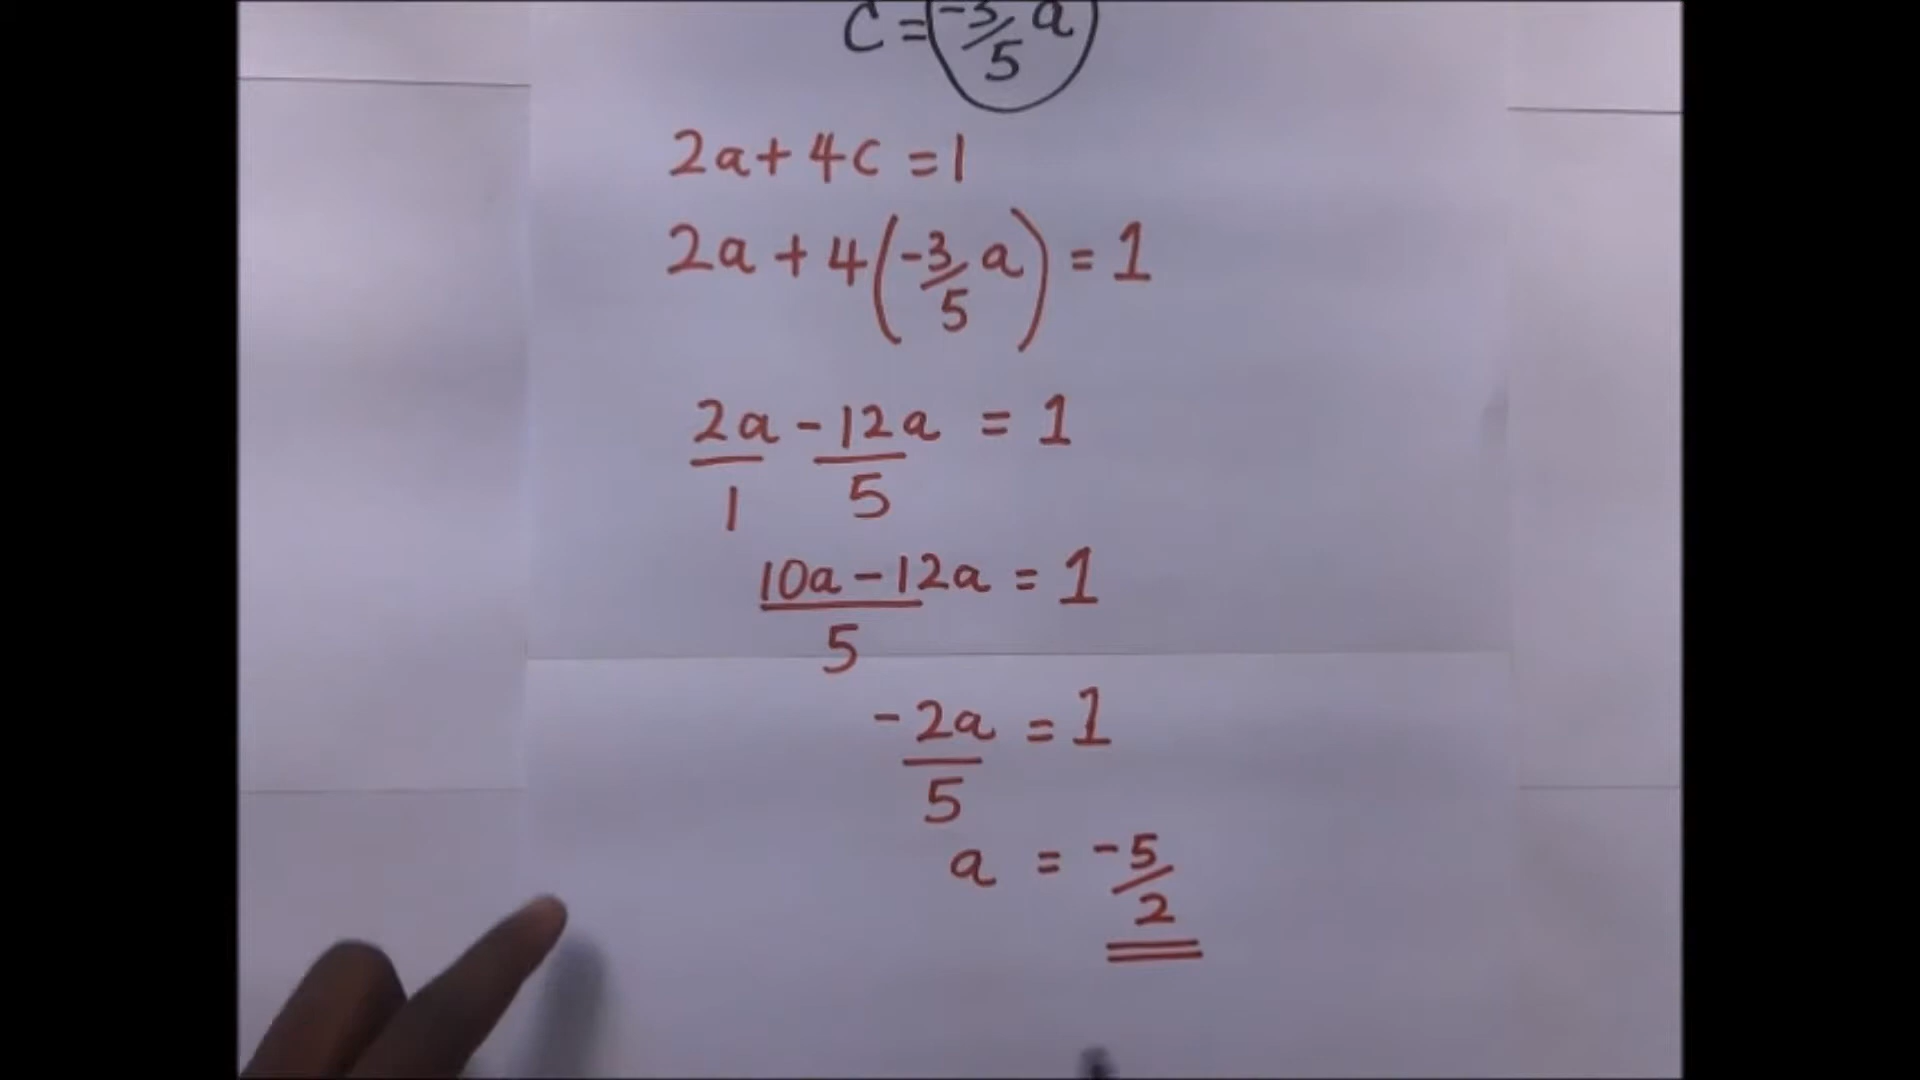 C = -3/5 a
2a + 4c = 1
2a + 4(-3/5 a) = 1
2a/1 - 12a/5 = 1
10a - 12a/5 = 1
-2a/5 = 1
a = -5/2